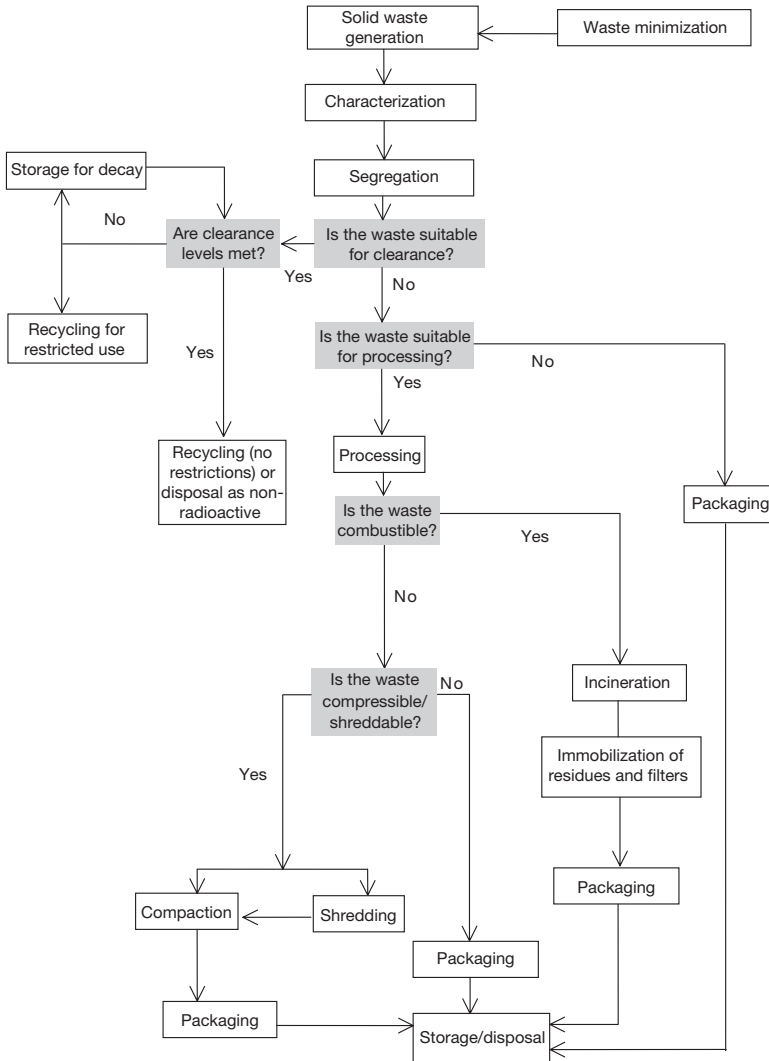 Solid waste
generation
Waste minimization
Characterization
Storage for decay
Segregation
No
Are clearance
levels met?
Yes
Is the waste suitable
for clearance?
No
Recycling for
restricted use
Yes
Is the waste suitable
for processing?
No
Yes
Recycling (no
restrictions) or
disposal as non-
radioactive
Processing
Packaging
Is the waste
combustible?
Yes
No
Is the waste
compressible/
shreddable?
No
Incineration
Yes
Immobilization of
residues and filters
Compaction
Shredding
Packaging
Packaging
Packaging
Storage/disposal